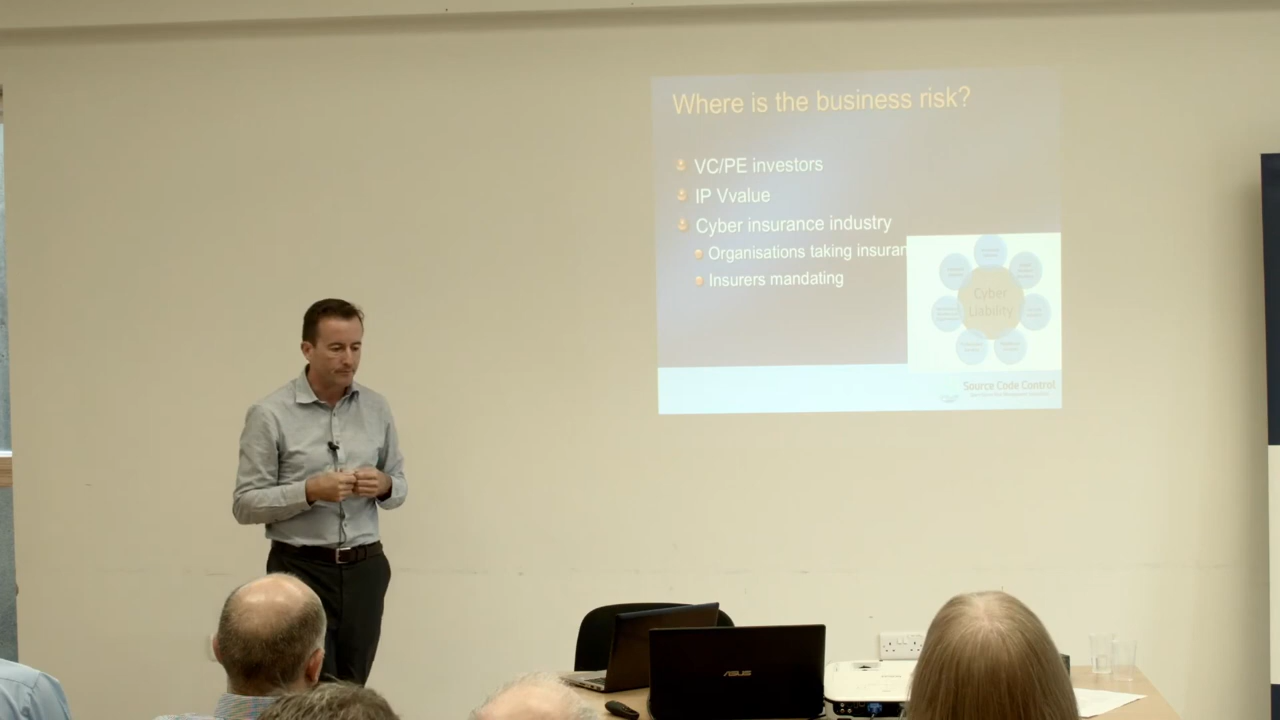 Where is the business risk?
VC/PE investors
IP Vvalue
Cyber insurance industry
Organisations taking insuran
Insurers mandating
Cyber
Liability
Source Code Control
ASUS